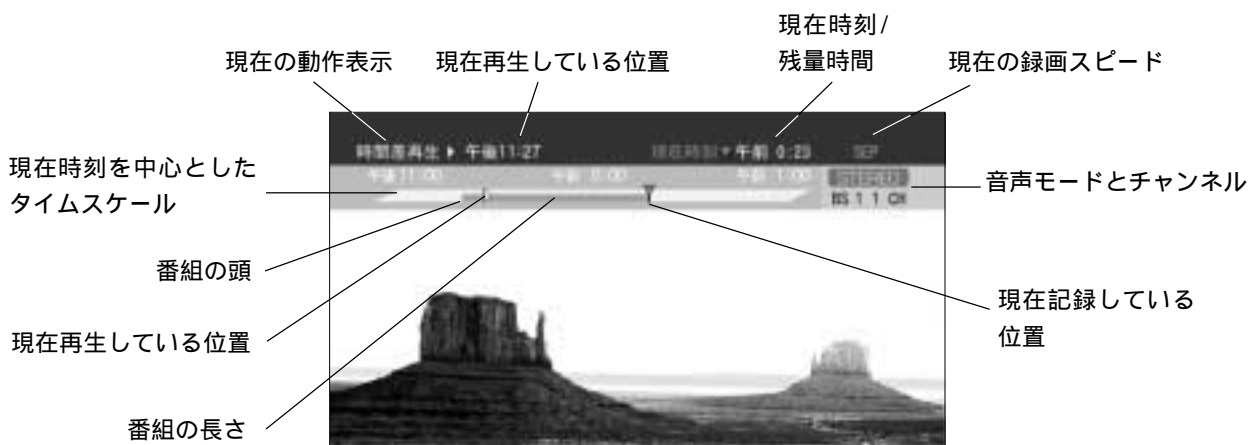 現在時刻/
残量時間
現在の動作表示
現在再生している位置
現在の録画スピード
時間差再生 ▶ 午後11:27
現在時刻 ▼ 午前 0:23
午後11:00
午前 0:00
午前 1:00
STEREO
BS 1 1 CH
現在時刻を中心とした
タイムスケール
音声モードとチャンネル
番組の頭
現在記録している
位置
現在再生している位置
番組の長さ